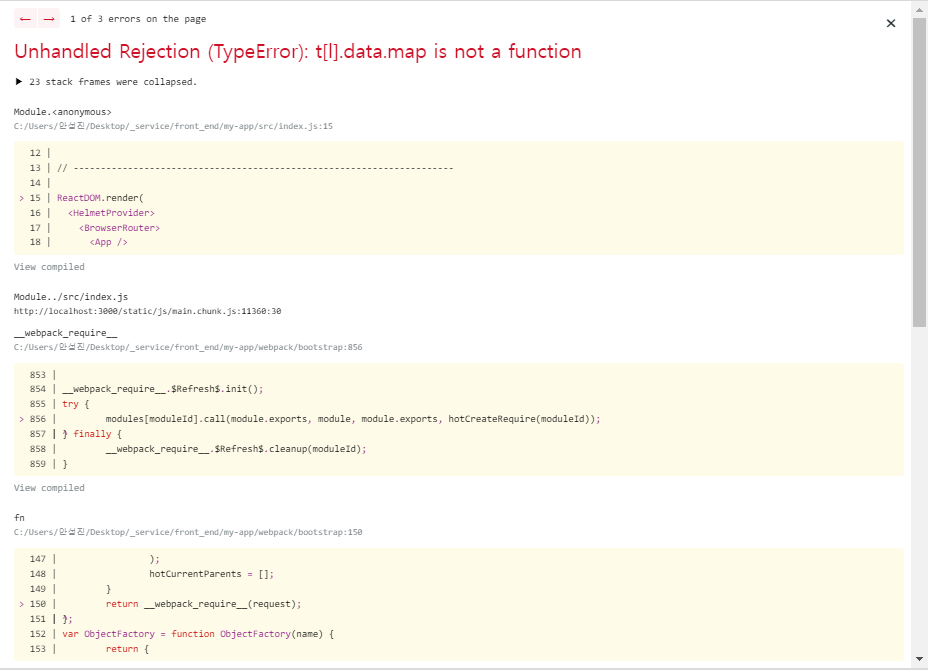 ← → 1 of 3 errors on the page
×
Unhandled Rejection (TypeError): t[l].data.map is not a function
▶ 23 stack frames were collapsed.
Module.<anonymous>
C:/Users/안설진/Desktop/_service/front_end/my-app/src/index.js:15
12 |
13 | // ----------------------------------------------------------------------
14 |
> 15 | ReactDOM.render(
16 |   <HelmetProvider>
17 |     <BrowserRouter>
18 |       <App />
View compiled
Module../src/index.js
http://localhost:3000/static/js/main.chunk.js:11360:30
__webpack_require__
C:/Users/안설진/Desktop/_service/front_end/my-app/webpack/bootstrap:856
853 |
854 | __webpack_require__.$Refresh$.init();
855 | try {
> 856 |         modules[moduleId].call(module.exports, module, module.exports, hotCreateRequire(moduleId));
857 | } finally {
858 |         __webpack_require__.$Refresh$.cleanup(moduleId);
859 | }
View compiled
fn
C:/Users/안설진/Desktop/_service/front_end/my-app/webpack/bootstrap:150
147 |                 );
148 |                 hotCurrentParents = [];
149 |         }
> 150 |         return __webpack_require__(request);
151 | };
152 | var ObjectFactory = function ObjectFactory(name) {
153 |         return {